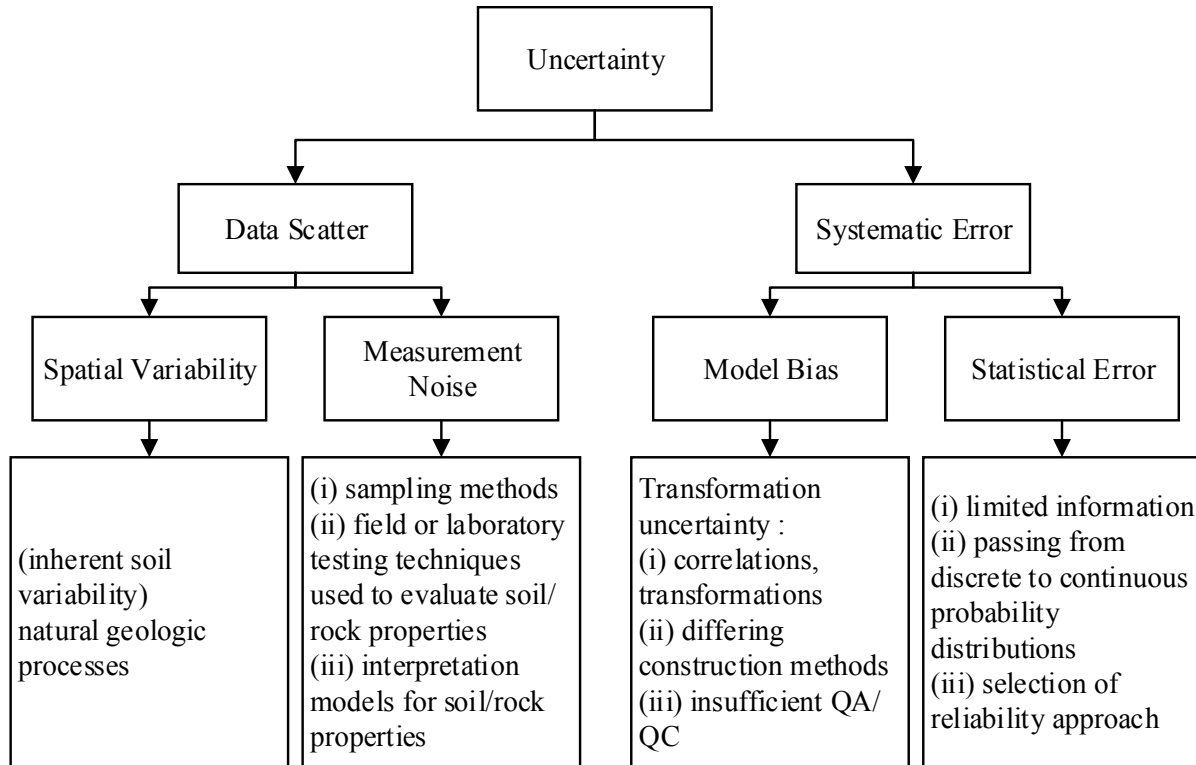 Uncertainty
Data Scatter
Systematic Error
Spatial Variability
Measurement
Noise
Model Bias
Statistical Error
(inherent soil
variability)
natural geologic
processes
(i) sampling methods
(ii) field or laboratory
testing techniques
used to evaluate soil/
rock properties
(iii) interpretation
models for soil/rock
properties
Transformation
uncertainty :
(i) correlations,
transformations
(ii) differing
construction methods
(iii) insufficient QA/
QC
(i) limited information
(ii) passing from
discrete to continuous
probability
distributions
(iii) selection of
reliability approach